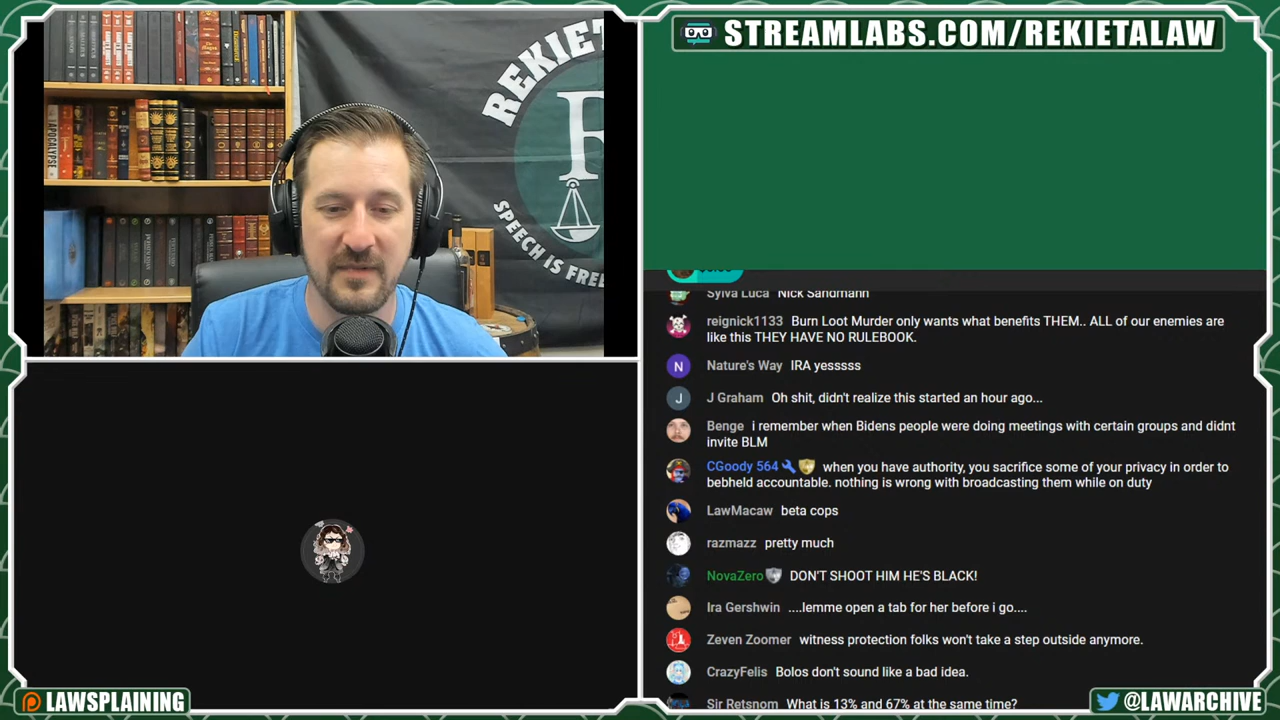 STREAMLABS.COM/REKIETALAW
REKIET
R
SPEECH IS FREE
APOCALYPSE
Sylva Luca Nick Sandmann
reignick1133 Burn Loot Murder only wants what benefits THEM.. ALL of our enemies are
like this THEY HAVE NO RULEBOOK.
N Nature's Way IRA yesssss
J J Graham Oh shit, didn't realize this started an hour ago...
Benge i remember when Bidens people were doing meetings with certain groups and didnt
invite BLM
CGoody 564 when you have authority, you sacrifice some of your privacy in order to
bebheld accountable. nothing is wrong with broadcasting them while on duty
LawMacaw beta cops
razmazz pretty much
NovaZero DON'T SHOOT HIM HE'S BLACK!
Ira Gershwin ....lemme open a tab for her before i go....
Zeven Zoomer witness protection folks won't take a step outside anymore.
CrazyFelis Bolos don't sound like a bad idea.
Sir Retsnom What is 13% and 67% at the same time?
LAWSPLAINING
@LAWARCHIVE